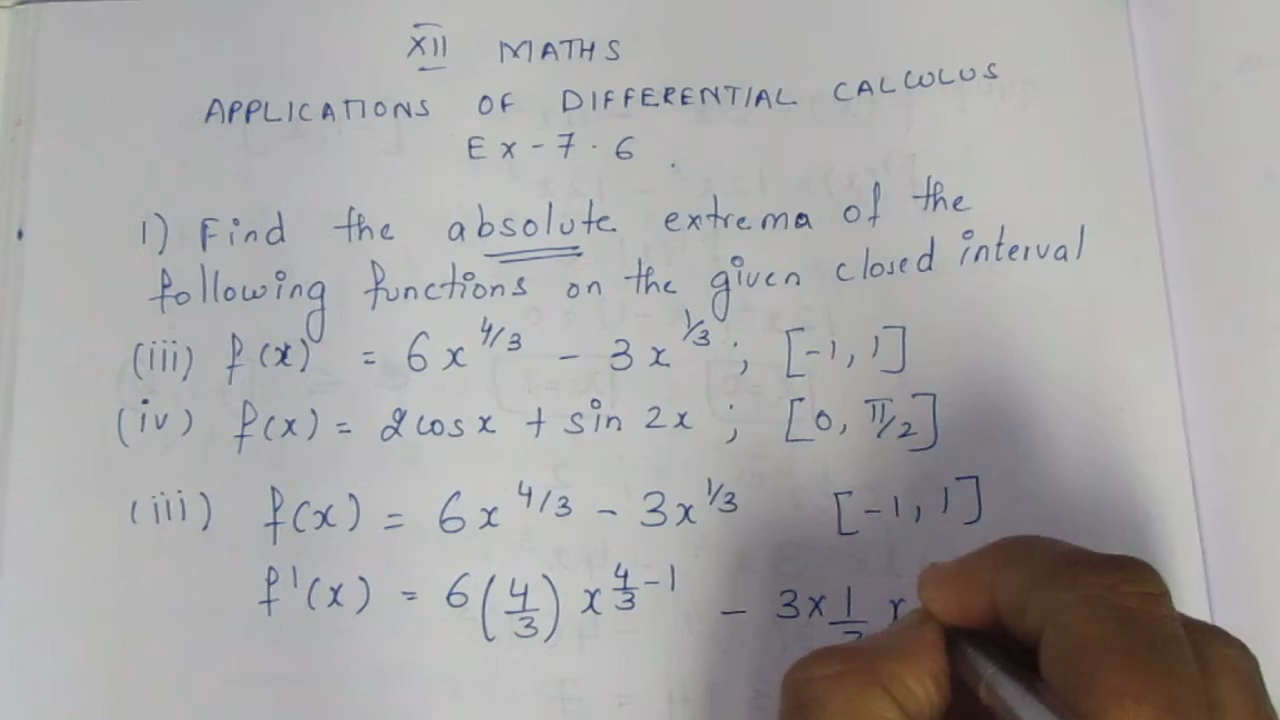 XII MATHS
APPLICATIONS OF DIFFERENTIAL CALCULUS
Ex-7.6
1) Find the absolute extrema of the
following functions on the given closed interval
(iii) f(x) = 6x^4/3 - 3x^1/3 ; [-1, 1]
(iv) f(x) = 2cosx + sin 2x ; [0, π/2]
(iii) f(x) = 6x^4/3 - 3x^1/3 [-1, 1]
f'(x) = 6(4/3) x^4/3-1 - 3×1/3 x